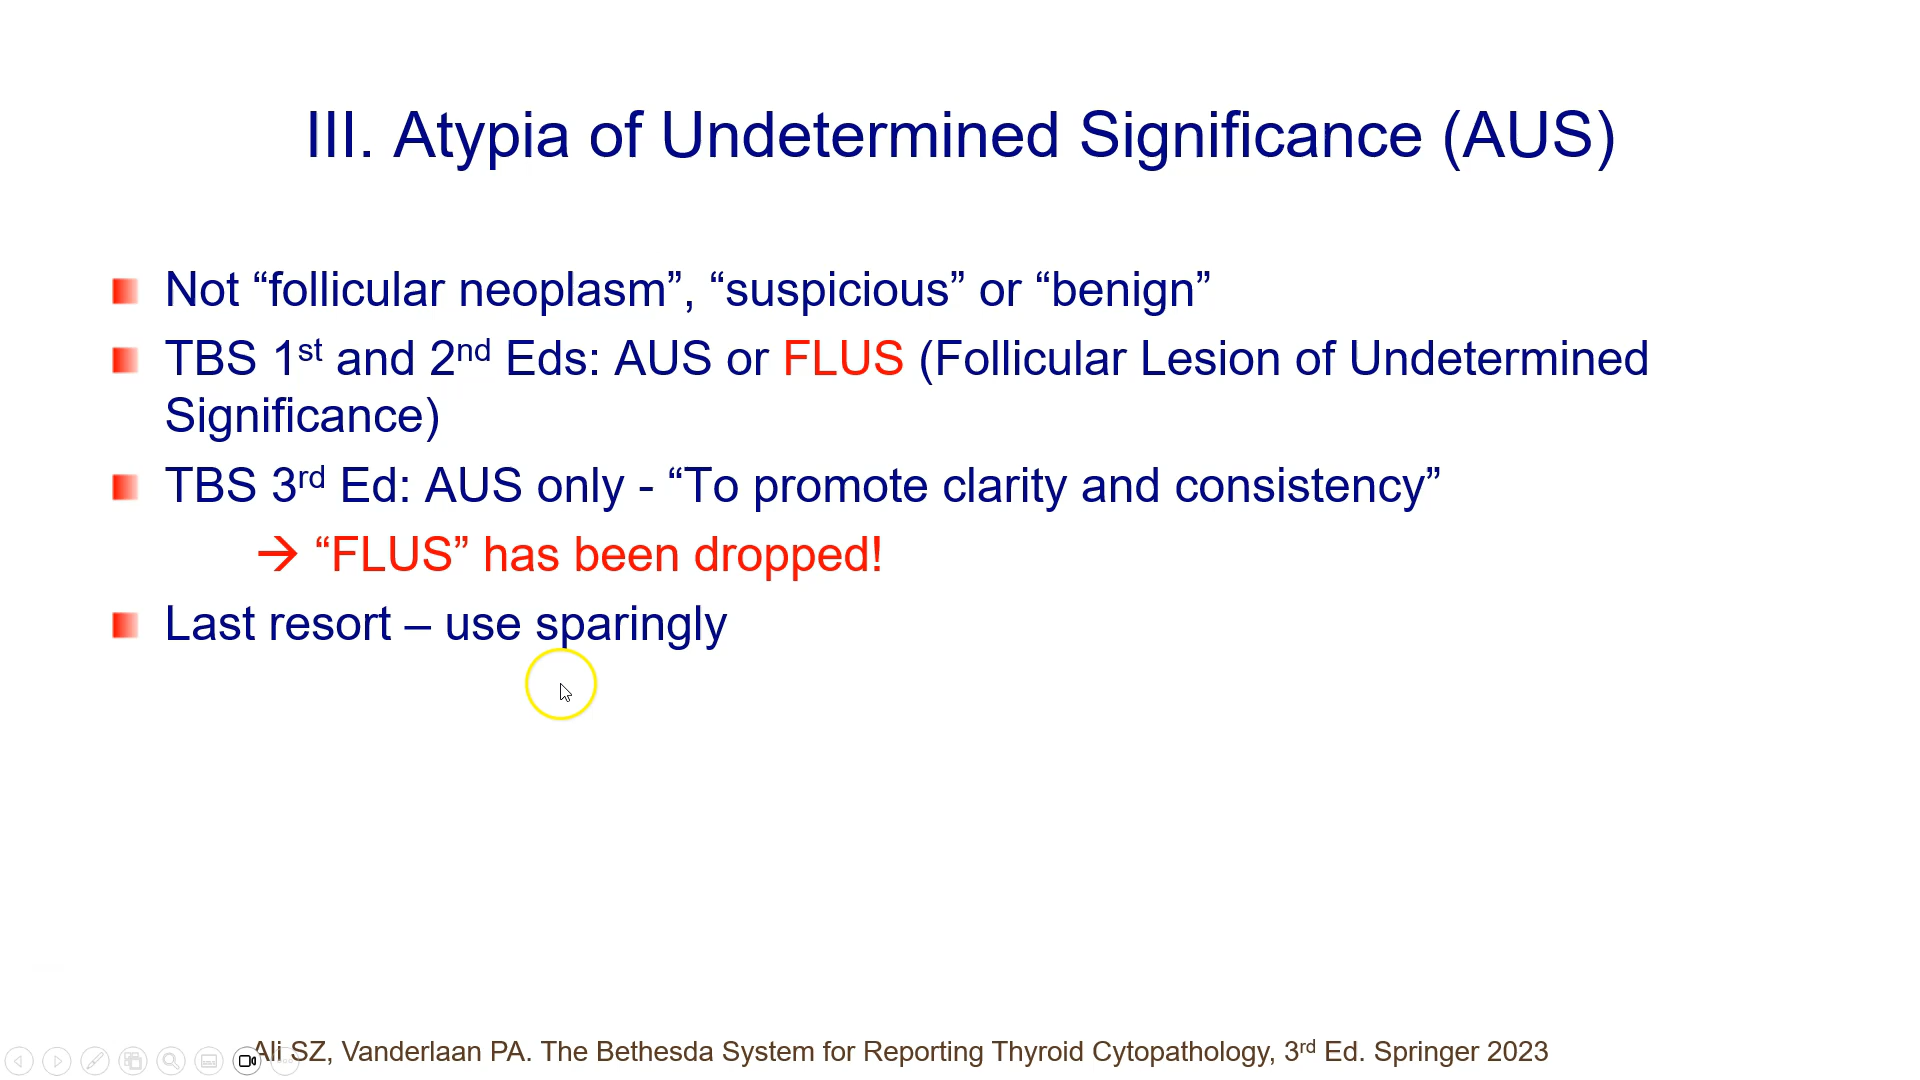 III. Atypia of Undetermined Significance (AUS)
Not “follicular neoplasm”, “suspicious” or “benign”
TBS 1st and 2nd Eds: AUS or FLUS (Follicular Lesion of Undetermined
Significance)
TBS 3rd Ed: AUS only - “To promote clarity and consistency”
→ “FLUS” has been dropped!
Last resort – use sparingly
Ali SZ, Vanderlaan PA. The Bethesda System for Reporting Thyroid Cytopathology, 3rd Ed. Springer 2023